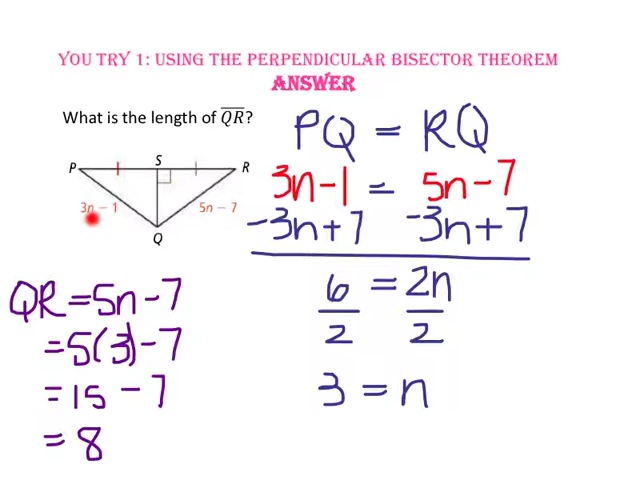 YOU TRY 1: USING THE PERPENDICULAR BISECTOR THEOREM
ANSWER
What is the length of Q̅R̅?
P S R
3n − 1 5n − 7
Q
PQ = RQ
3n-1 = 5n-7
-3n+7 -3n+7
6 = 2n
2 2
3 = n
QR = 5n-7
= 5(3)-7
= 15 - 7
= 8